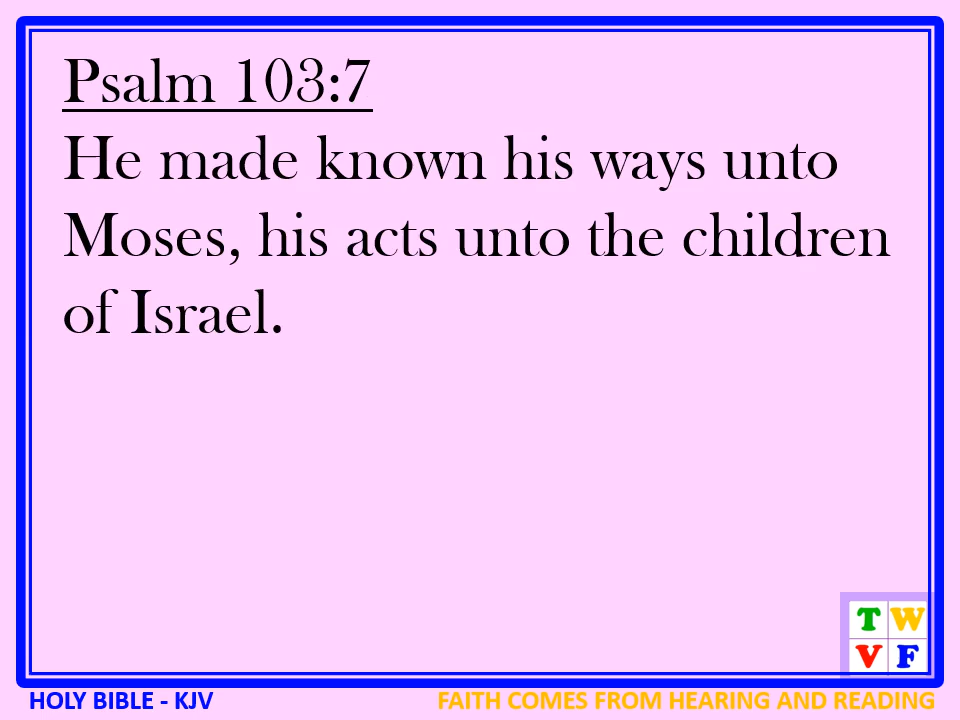 Psalm 103:7
He made known his ways unto
Moses, his acts unto the children
of Israel.
T W
V F
HOLY BIBLE - KJV
FAITH COMES FROM HEARING AND READING